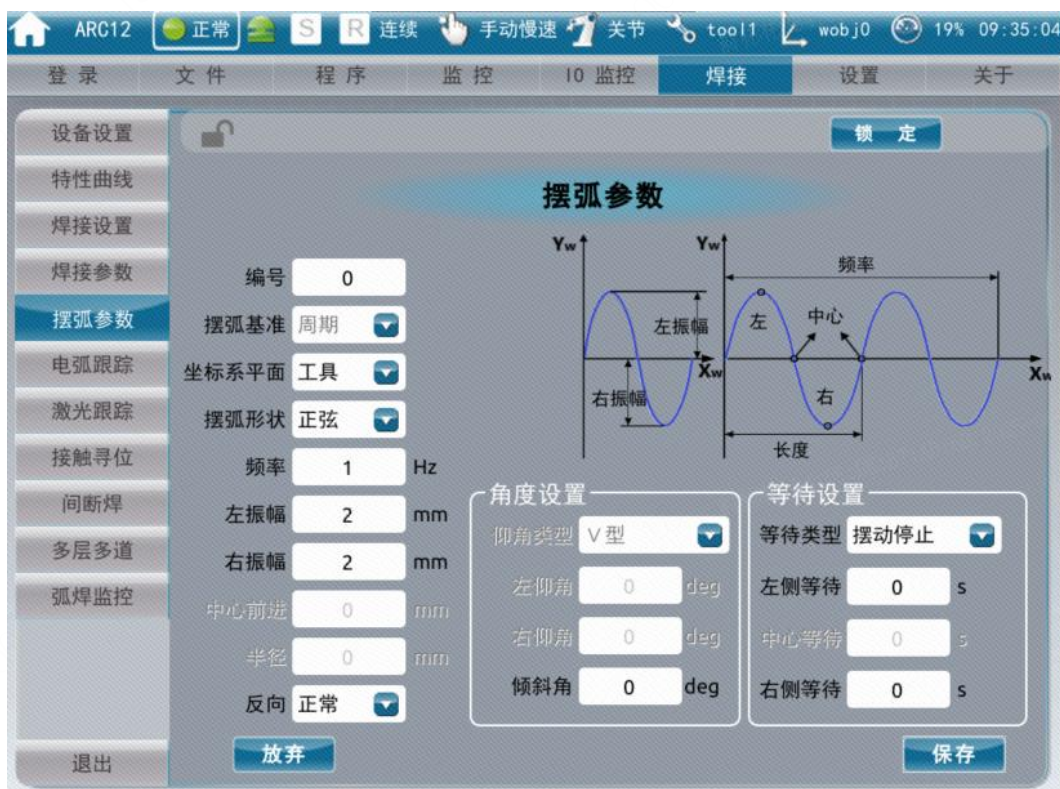 ARC12 正常 S R 连续 手动慢速 关节 tool1 wobj0 19% 09:35:04
登录 文件 程序 监控 IO 监控 焊接 设置 关于
设备设置
特性曲线
焊接设置
焊接参数
摆弧参数
电弧跟踪
激光跟踪
接触寻位
间断焊
多层多道
弧焊监控
退出
锁定
摆弧参数
编号 0
摆弧基准 周期
坐标系平面 工具
摆弧形状 正弦
频率 1 Hz
左振幅 2 mm
右振幅 2 mm
中心前进 0 mm
半径 0 mm
反向 正常
Yw
左振幅
Xw
右振幅
Yw
频率
左
中心
右
Xw
长度
角度设置
仰角类型 V型
左仰角 0 deg
右仰角 0 deg
倾斜角 0 deg
等待设置
等待类型 摆动停止
左侧等待 0 s
中心等待 0 s
右侧等待 0 s
放弃
保存